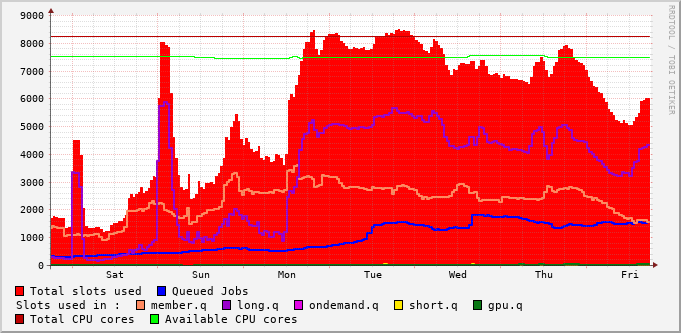 9000
8000
7000
6000
5000
4000
3000
2000
1000
0
Sat Sun Mon Tue Wed Thu Fri
RRDTOOL / TOBI OETIKER
Total slots used Queued Jobs
Slots used in : member.q long.q ondemand.q short.q gpu.q
Total CPU cores Available CPU cores